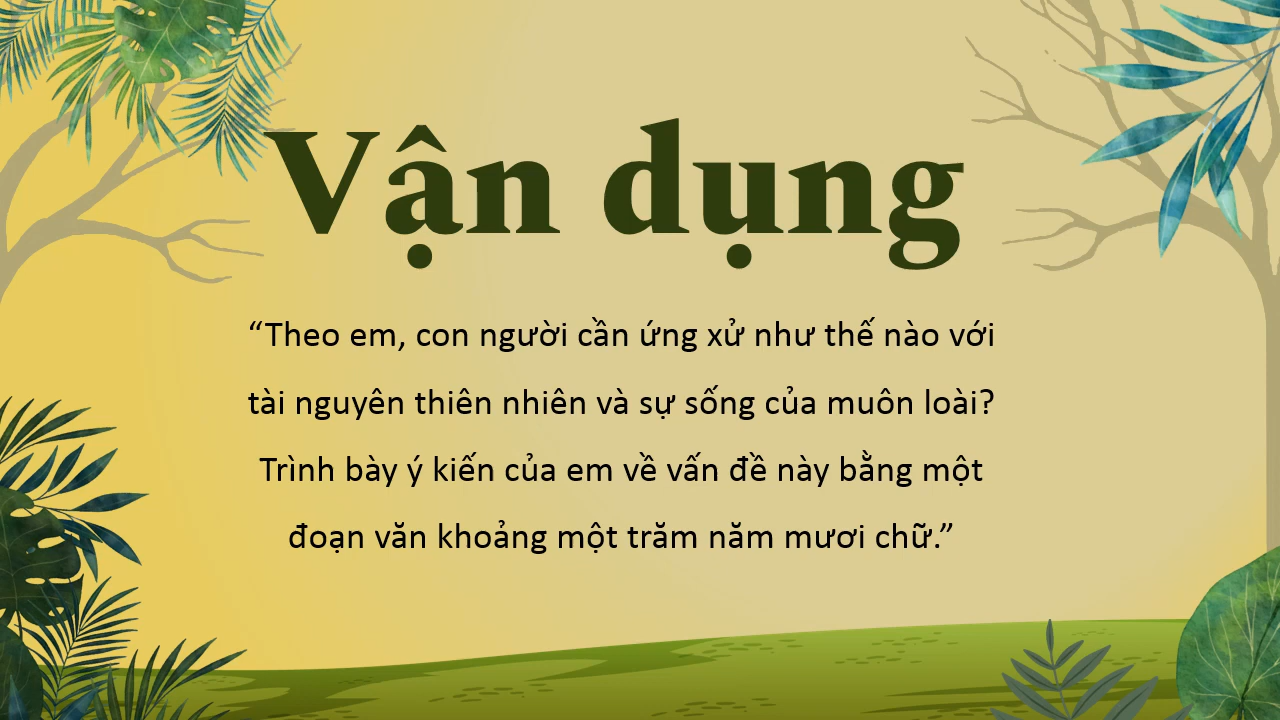 Vận dụng
“Theo em, con người cần ứng xử như thế nào với
tài nguyên thiên nhiên và sự sống của muôn loài?
Trình bày ý kiến của em về vấn đề này bằng một
đoạn văn khoảng một trăm năm mươi chữ.”